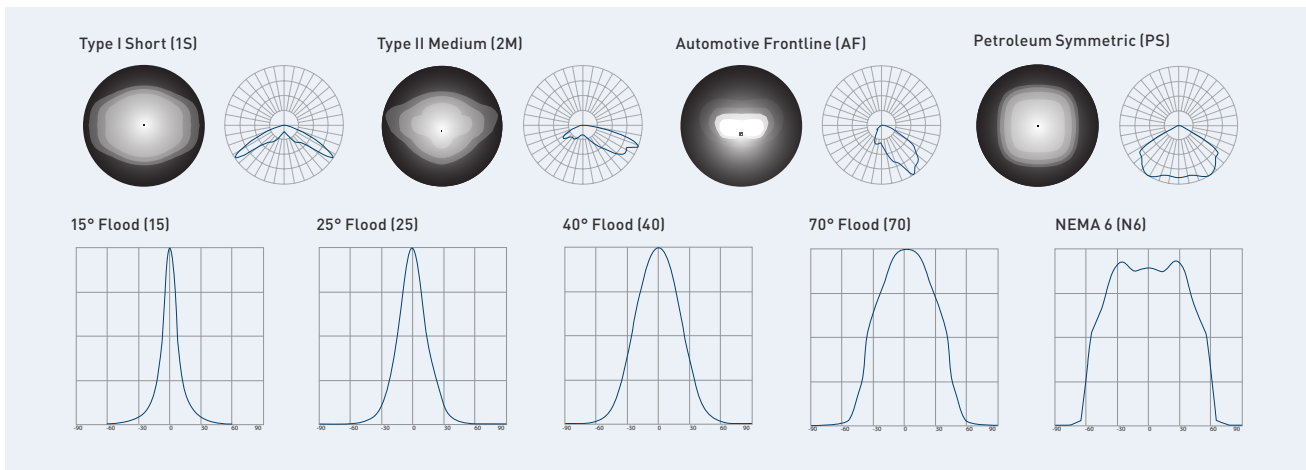 Type I Short (1S)
Type II Medium (2M)
Automotive Frontline (AF)
Petroleum Symmetric (PS)
15° Flood (15)
25° Flood (25)
40° Flood (40)
70° Flood (70)
NEMA 6 (N6)
-90 -60 -30 0 30 60 90
-90 -60 -30 0 30 60 90
-90 -60 -30 0 30 60 90
-90 -60 -30 0 30 60 90
-90 -60 -30 0 30 60 90